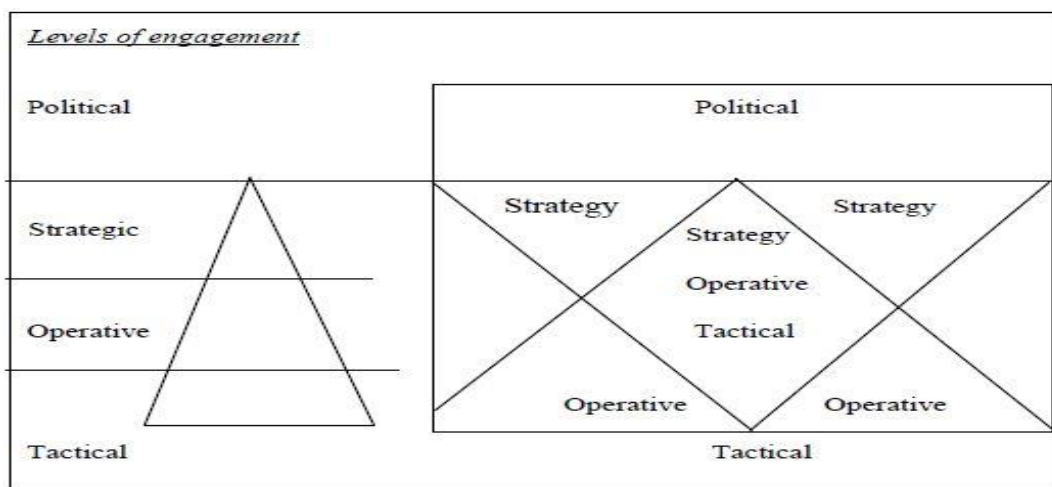 Levels of engagement
Political
Political
Strategic
Strategy
Strategy
Strategy
Operative
Operative
Tactical
Operative
Operative
Tactical
Tactical